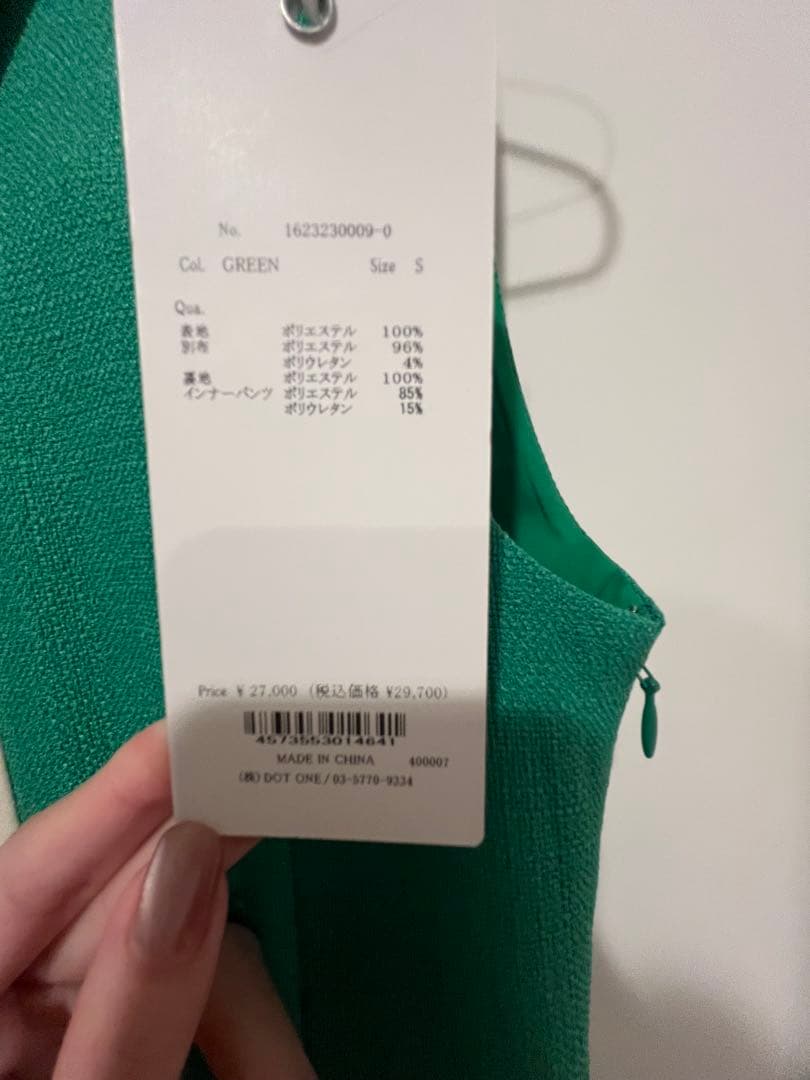 No. 1623230009-0
Col. GREEN Size S
Qua.
表地 ポリエステル 100%
別布 ポリエステル 96%
ポリウレタン 4%
裏地 ポリエステル 100%
インナーパンツ ポリエステル 85%
ポリウレタン 15%
Price ¥ 27,000 (税込価格 ¥29,700)
4573553014641
MADE IN CHINA 400007
(株) DOT ONE / 03-5770-9334